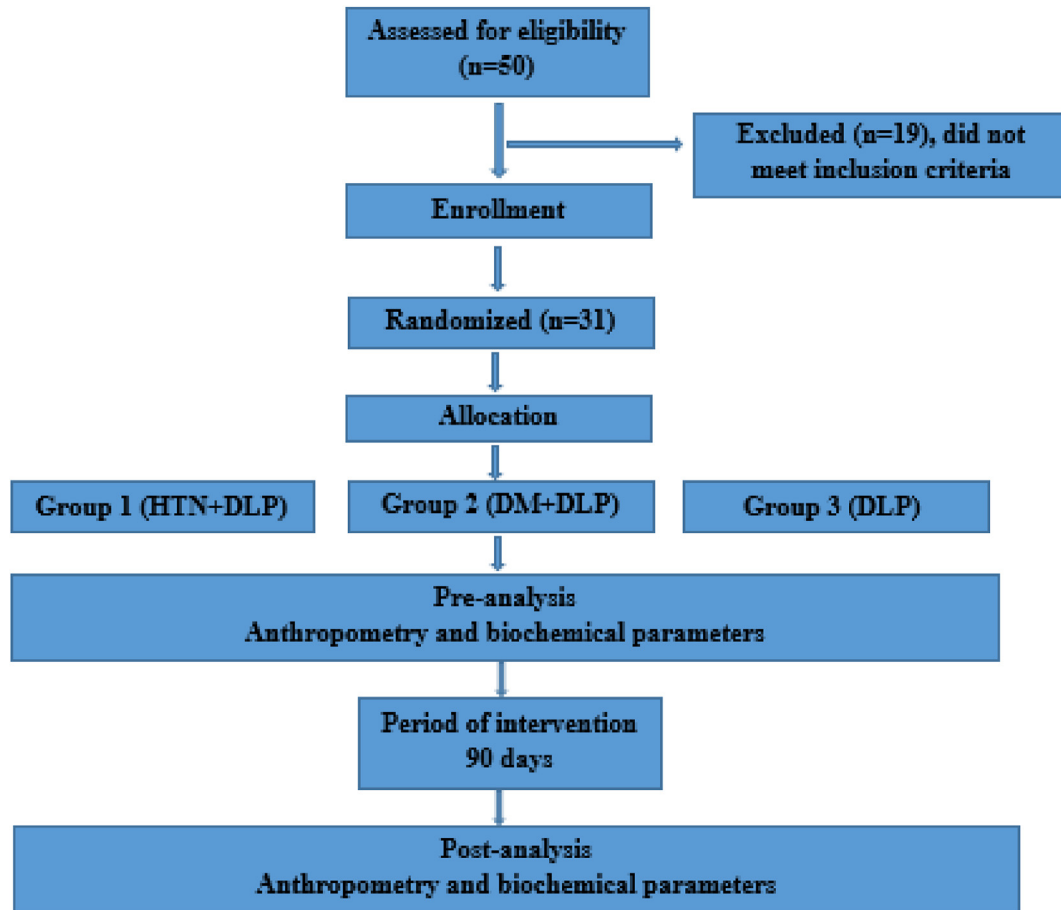 Assessed for eligibility
(n=50)
Excluded (n=19), did not
meet inclusion criteria
Enrollment
Randomized (n=31)
Allocation
Group 1 (HTN+DLP)
Group 2 (DM+DLP)
Group 3 (DLP)
Pre-analysis
Anthropometry and biochemical parameters
Period of intervention
90 days
Post-analysis
Anthropometry and biochemical parameters